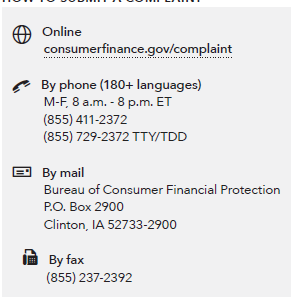 HOW TO SUBMIT A COMPLAINT
Online
consumerfinance.gov/complaint
By phone (180+ languages)
M-F, 8 a.m. - 8 p.m. ET
(855) 411-2372
(855) 729-2372 TTY/TDD
By mail
Bureau of Consumer Financial Protection
P.O. Box 2900
Clinton, IA 52733-2900
By fax
(855) 237-2392